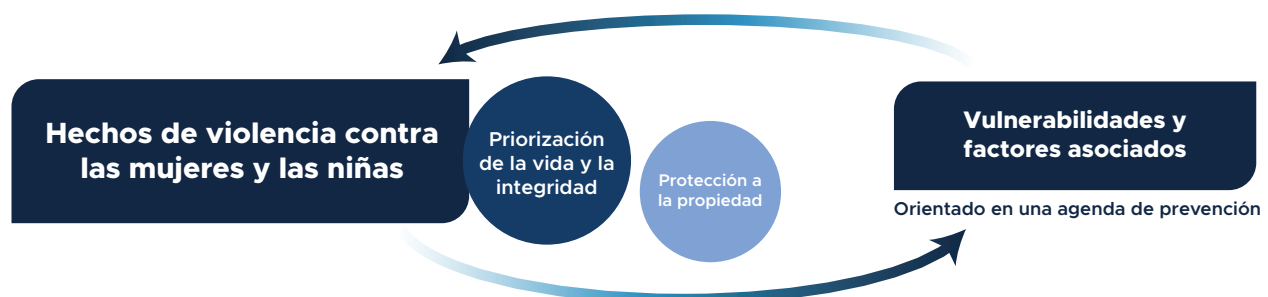 Hechos de violencia contra
las mujeres y las niñas
Priorización
de la vida y la
integridad
Protección a
la propiedad
Vulnerabilidades y
factores asociados
Orientado en una agenda de prevención